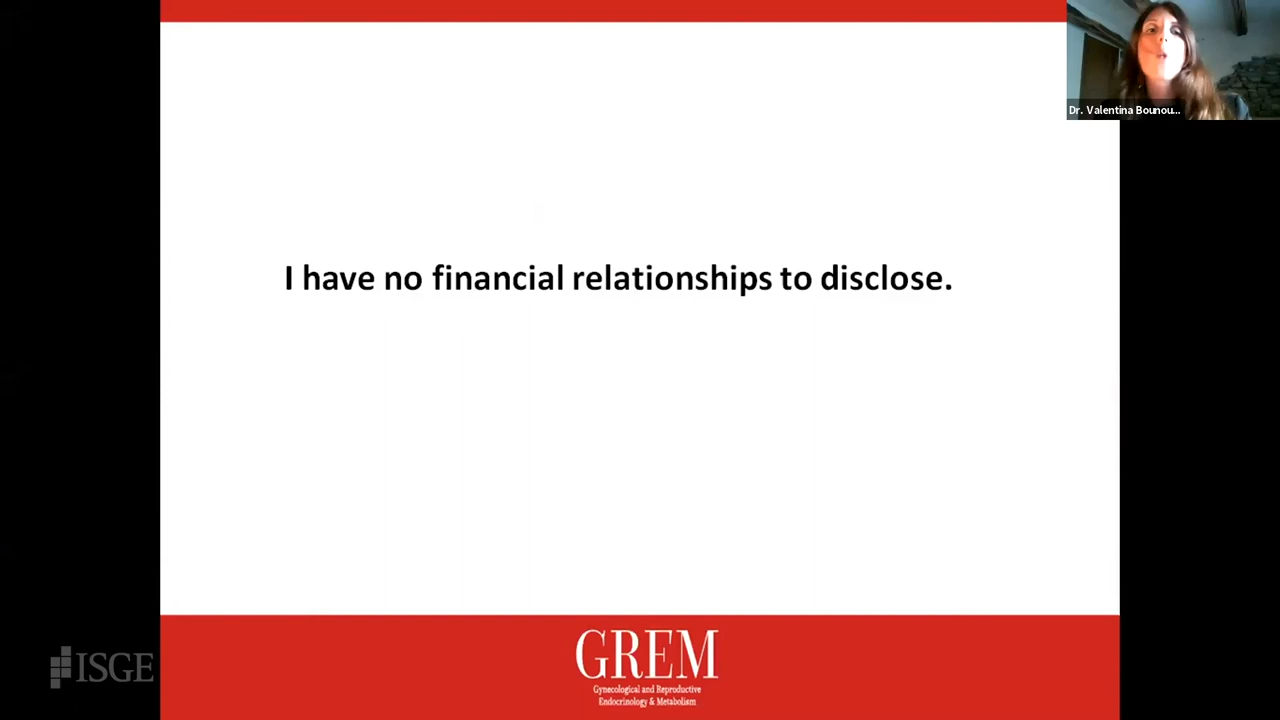 Dr. Valentina Bounou...
I have no financial relationships to disclose.
ISGE
GREM
Gynecological and Reproductive
Endocrinology & Metabolism